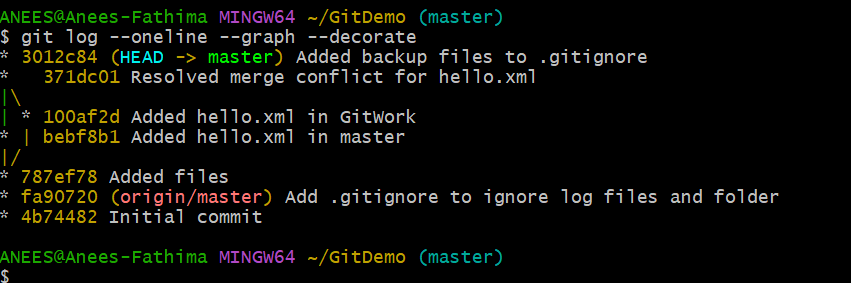 ANEES@Anees-Fathima MINGW64 ~/GitDemo (master)
$ git log --oneline --graph --decorate
* 3012c84 (HEAD -> master) Added backup files to .gitignore
*   371dc01 Resolved merge conflict for hello.xml
|\
| * 100af2d Added hello.xml in GitWork
* | bebf8b1 Added hello.xml in master
|/
* 787ef78 Added files
* fa90720 (origin/master) Add .gitignore to ignore log files and folder
* 4b74482 Initial commit
ANEES@Anees-Fathima MINGW64 ~/GitDemo (master)
$